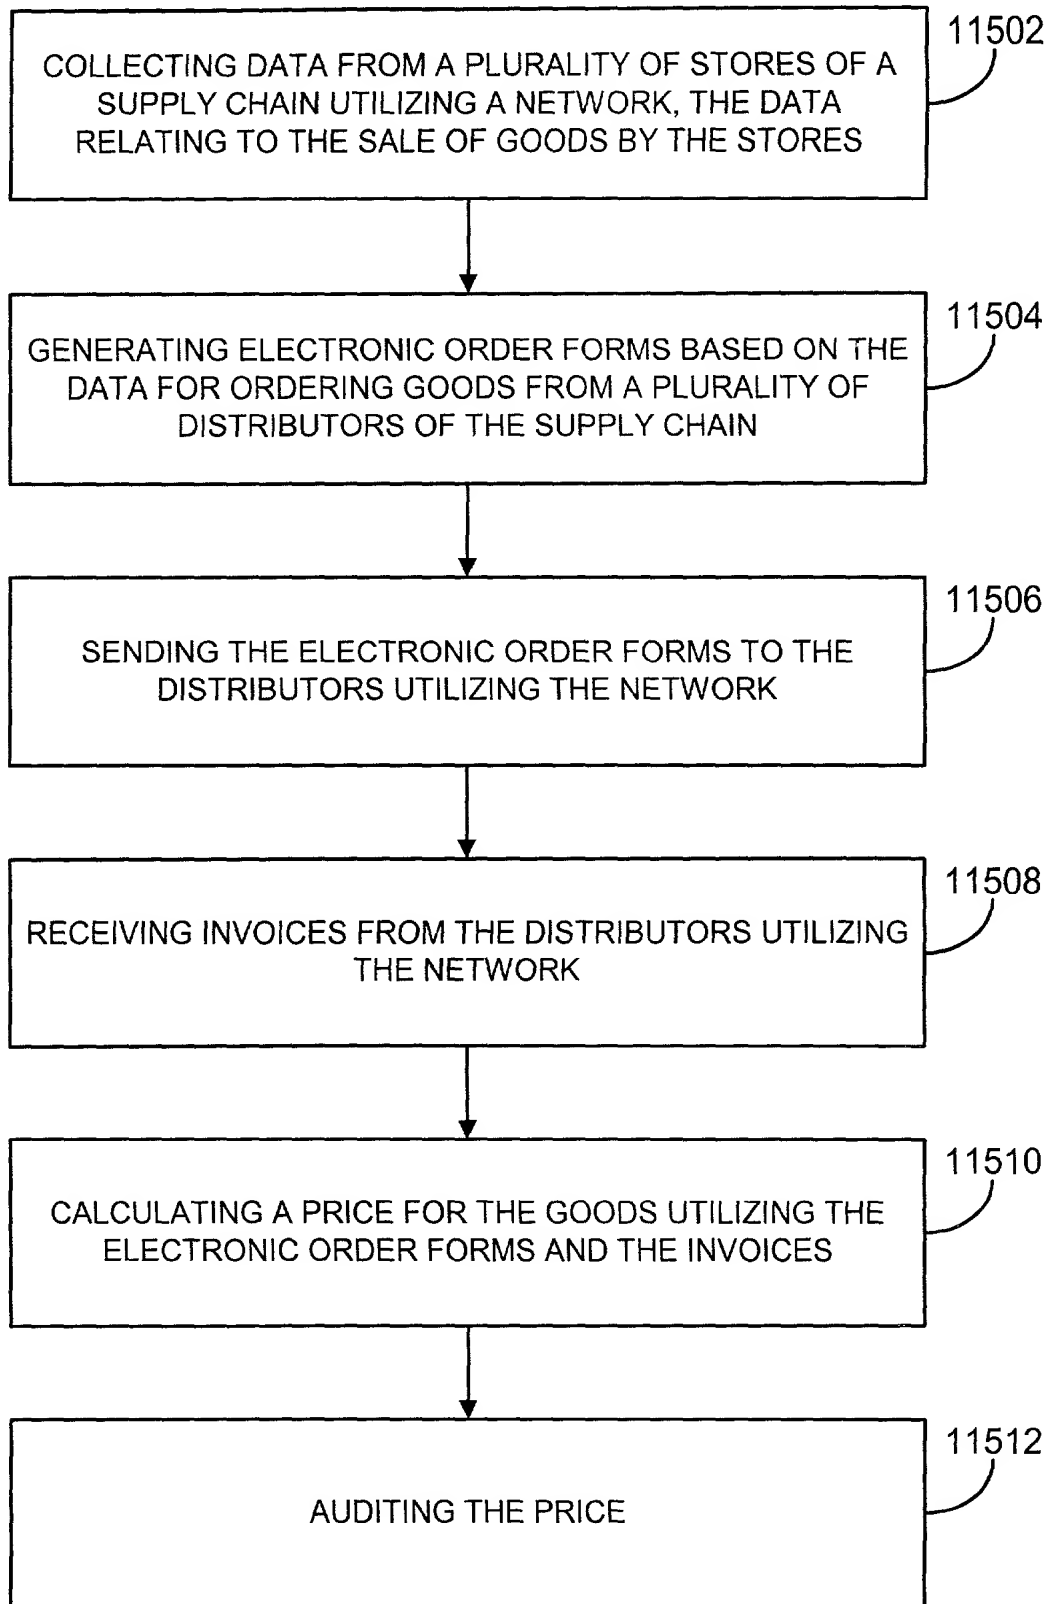 11502
COLLECTING DATA FROM A PLURALITY OF STORES OF A
SUPPLY CHAIN UTILIZING A NETWORK, THE DATA
RELATING TO THE SALE OF GOODS BY THE STORES
11504
GENERATING ELECTRONIC ORDER FORMS BASED ON THE
DATA FOR ORDERING GOODS FROM A PLURALITY OF
DISTRIBUTORS OF THE SUPPLY CHAIN
11506
SENDING THE ELECTRONIC ORDER FORMS TO THE
DISTRIBUTORS UTILIZING THE NETWORK
11508
RECEIVING INVOICES FROM THE DISTRIBUTORS UTILIZING
THE NETWORK
11510
CALCULATING A PRICE FOR THE GOODS UTILIZING THE
ELECTRONIC ORDER FORMS AND THE INVOICES
11512
AUDITING THE PRICE